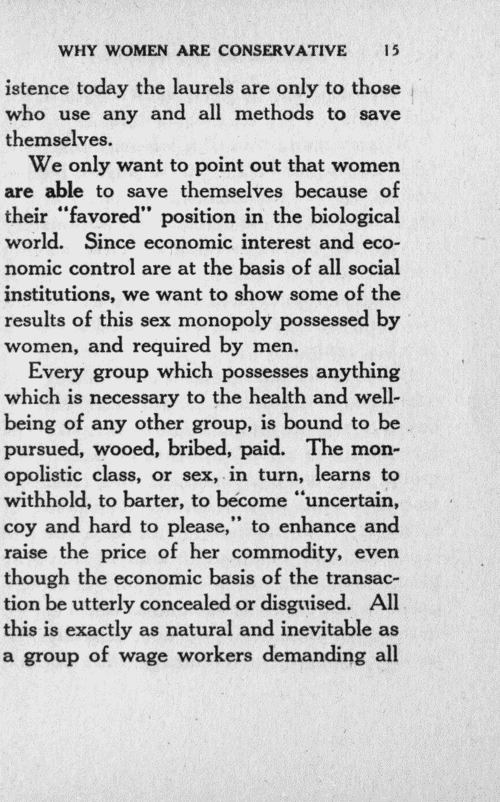 WHY WOMEN ARE CONSERVATIVE 15
istence today the laurels are only to those
who use any and all methods to save
themselves.
We only want to point out that women
are able to save themselves because of
their “favored” position in the biological
world. Since economic interest and eco-
nomic control are at the basis of all social
institutions, we want to show some of the
results of this sex monopoly possessed by
women, and required by men.
Every group which possesses anything
which is necessary to the health and well-
being of any other group, is bound to be
pursued, wooed, bribed, paid. The mon-
opolistic class, or sex, in turn, learns to
withhold, to barter, to become “uncertain,
coy and hard to please,” to enhance and
raise the price of her commodity, even
though the economic basis of the transac-
tion be utterly concealed or disguised. All
this is exactly as natural and inevitable as
a group of wage workers demanding all